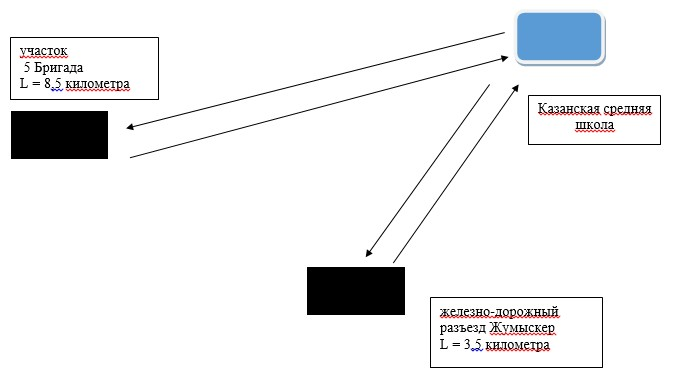 участок
5 Бригада
L = 8,5 километра
Казанская средняя
школа
железно-дорожный
разъезд Жумыскер
L = 3,5 километра